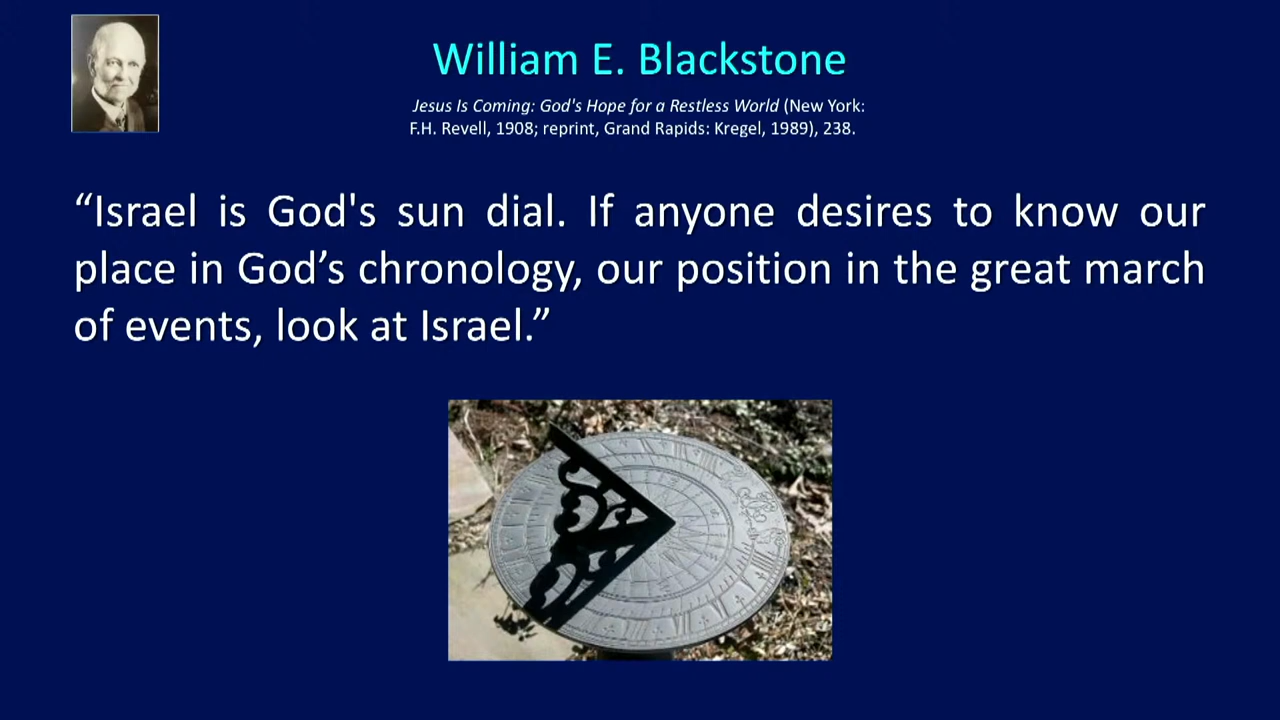 William E. Blackstone
Jesus Is Coming: God's Hope for a Restless World (New York:
F.H. Revell, 1908; reprint, Grand Rapids: Kregel, 1989), 238.
“Israel is God's sun dial. If anyone desires to know our
place in God’s chronology, our position in the great march
of events, look at Israel.”